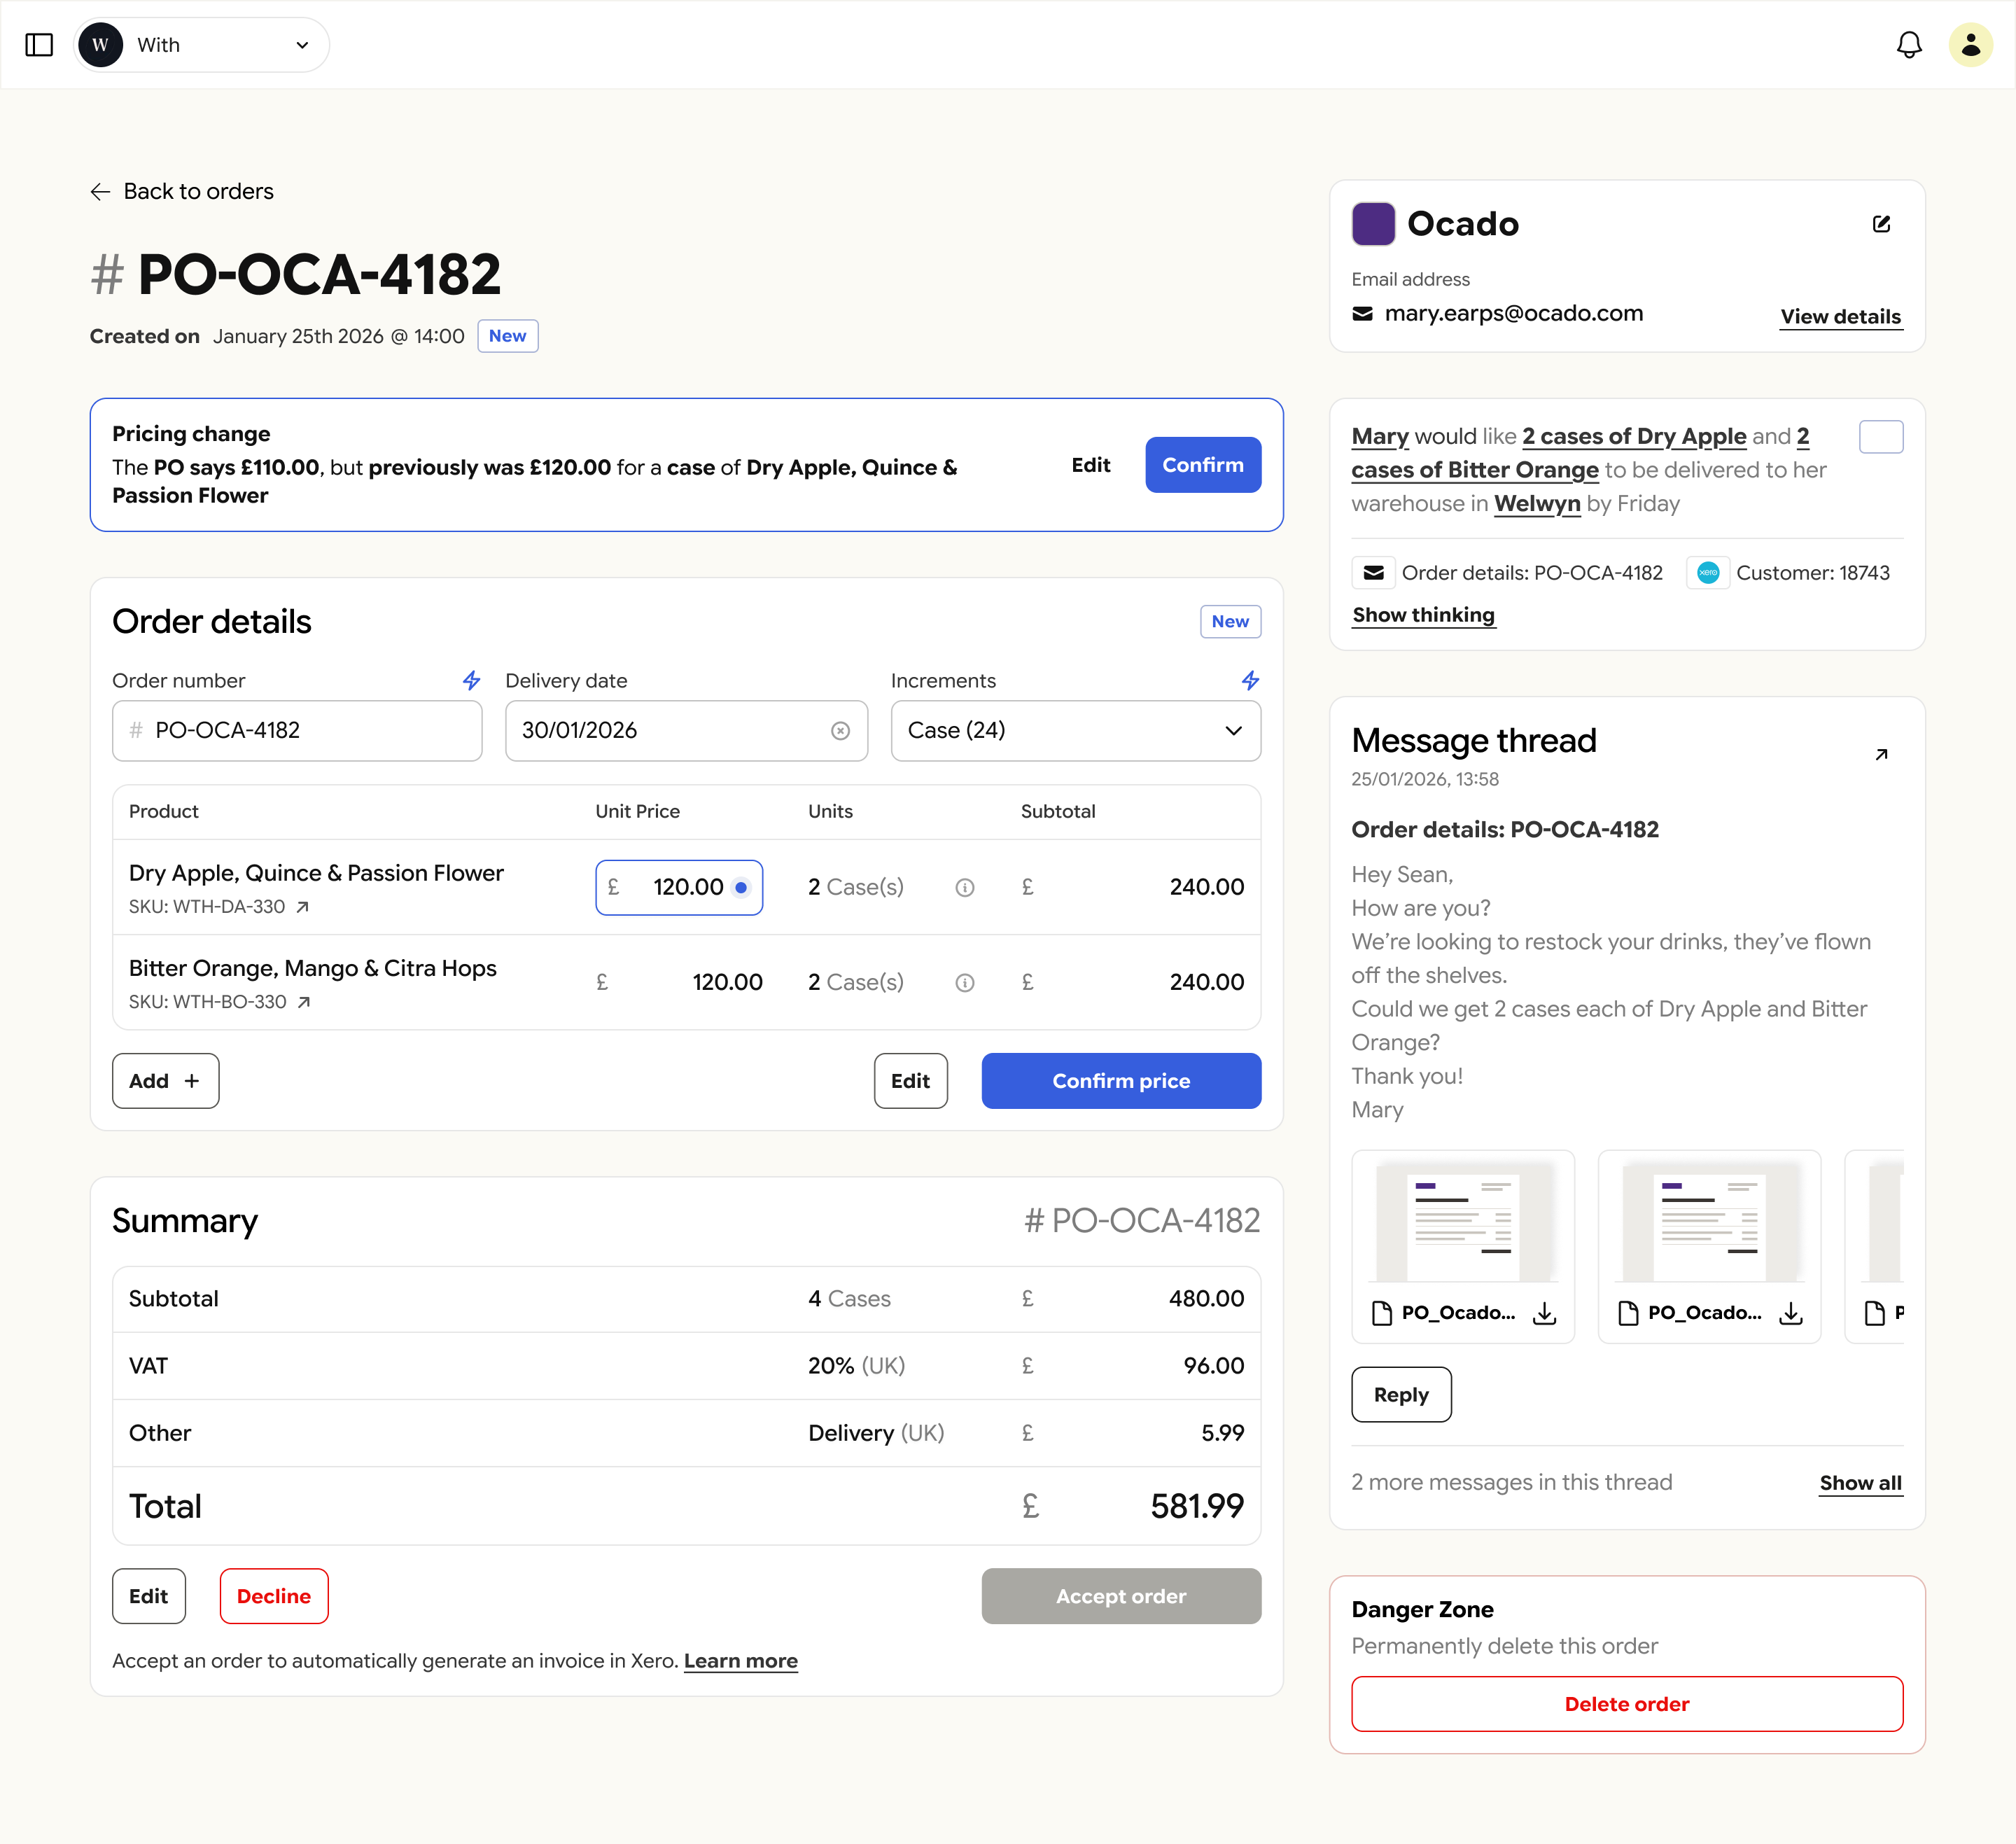 W With
Back to orders
# PO-OCA-4182
Created on January 25th 2026 @ 14:00 New
Pricing change
The PO says £110.00, but previously was £120.00 for a case of Dry Apple, Quince &
Passion Flower
Edit Confirm
Order details New
Order number Delivery date Increments
# PO-OCA-4182 30/01/2026 Case (24)
Product Unit Price Units Subtotal
Dry Apple, Quince & Passion Flower
SKU: WTH-DA-330
£ 120.00 2 Case(s) £ 240.00
Bitter Orange, Mango & Citra Hops
SKU: WTH-BO-330
£ 120.00 2 Case(s) £ 240.00
Add + Edit Confirm price
Summary # PO-OCA-4182
Subtotal 4 Cases £ 480.00
VAT 20% (UK) £ 96.00
Other Delivery (UK) £ 5.99
Total £ 581.99
Edit Decline Accept order
Accept an order to automatically generate an invoice in Xero. Learn more
Ocado
Email address
mary.earps@ocado.com View details
Mary would like 2 cases of Dry Apple and 2
cases of Bitter Orange to be delivered to her
warehouse in Welwyn by Friday
Order details: PO-OCA-4182 xero Customer: 18743
Show thinking
Message thread
25/01/2026, 13:58
Order details: PO-OCA-4182
Hey Sean,
How are you?
We’re looking to restock your drinks, they’ve flown
off the shelves.
Could we get 2 cases each of Dry Apple and Bitter
Orange?
Thank you!
Mary
PO_Ocado... PO_Ocado... P
Reply
2 more messages in this thread Show all
Danger Zone
Permanently delete this order
Delete order